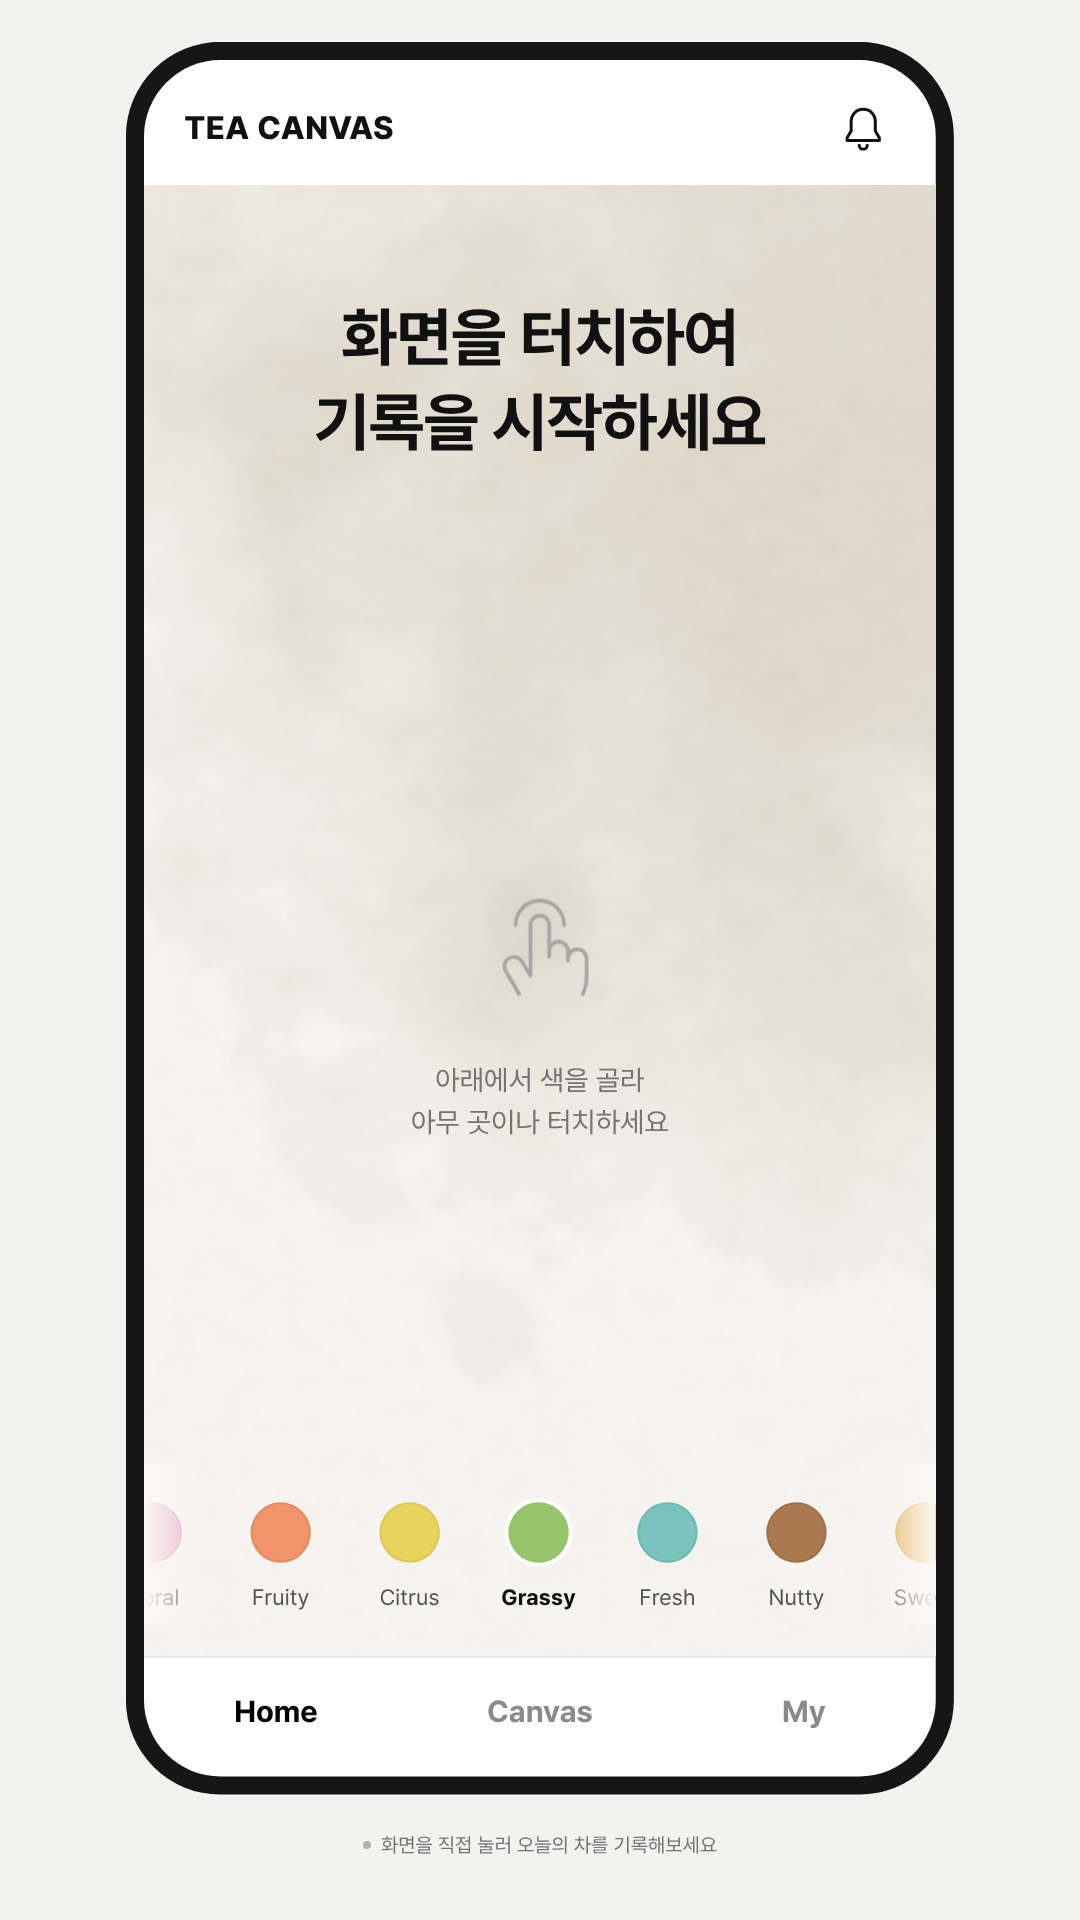 TEA CANVAS
화면을 터치하여
기록을 시작하세요
아래에서 색을 골라
아무 곳이나 터치하세요
Fruity Citrus Grassy Fresh Nutty
Home Canvas My
화면을 직접 눌러 오늘의 차를 기록해보세요